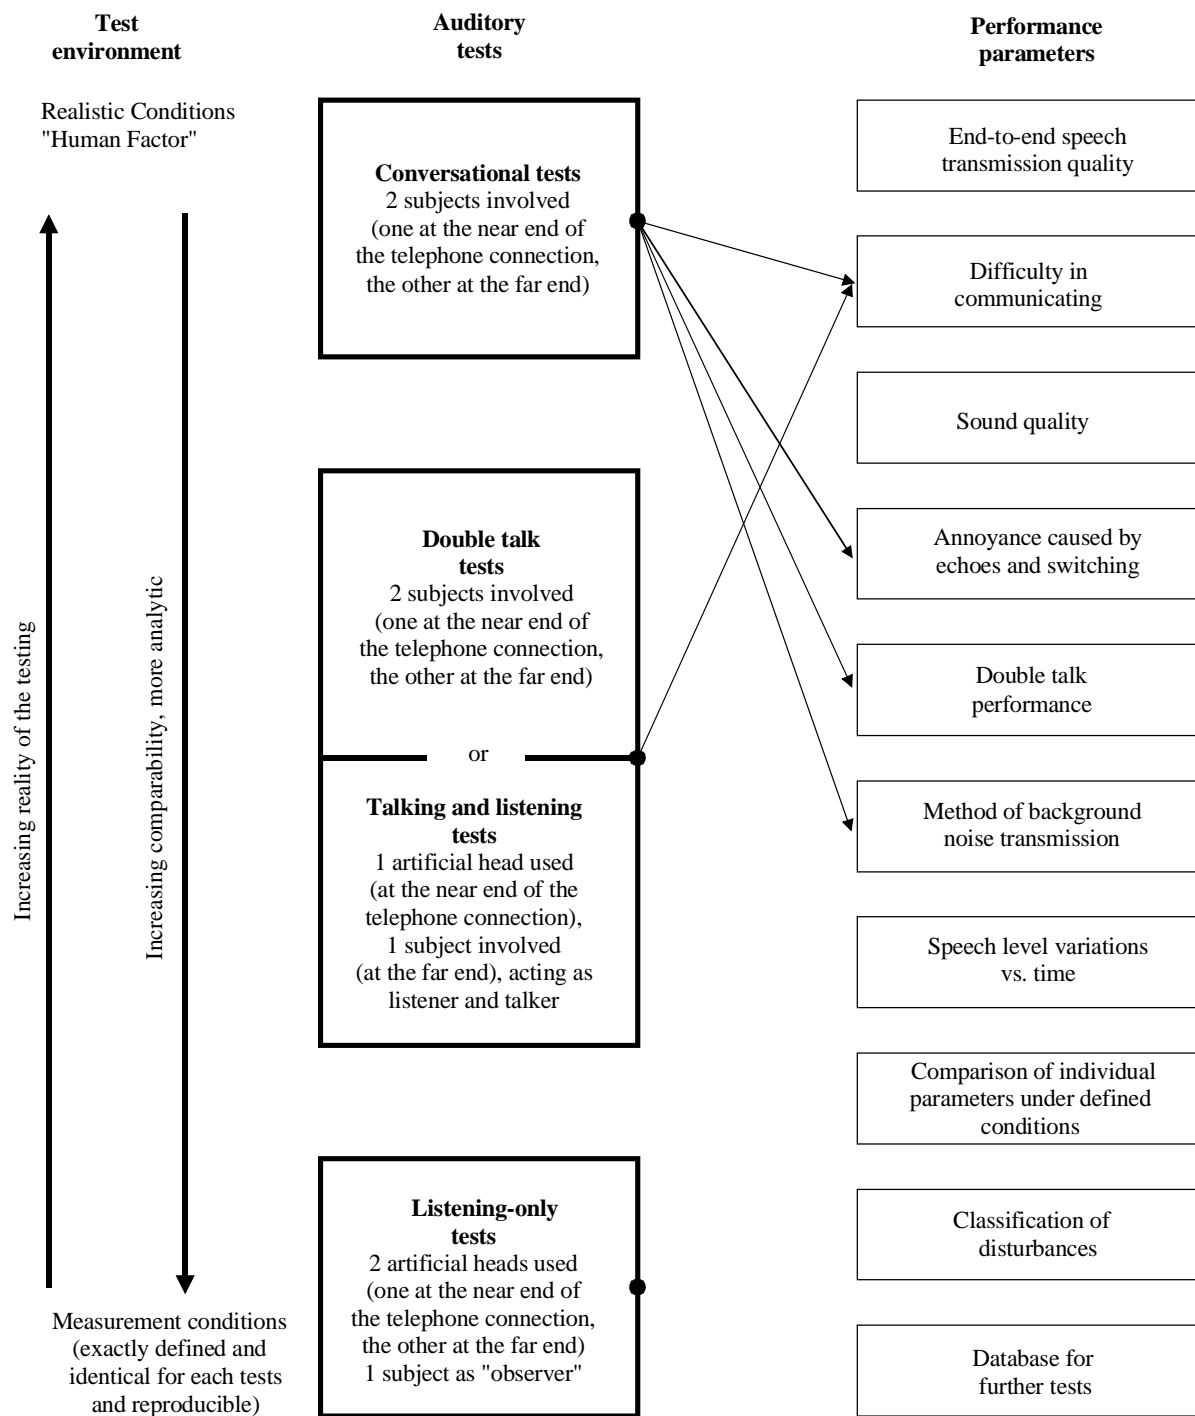 Test
environment
Auditory
tests
Performance
parameters
Realistic Conditions
"Human Factor"
Increasing reality of the testing
Increasing comparability, more analytic
Measurement conditions
(exactly defined and
identical for each tests
and reproducible)
Conversational tests
2 subjects involved
(one at the near end of
the telephone connection,
the other at the far end)
Double talk
tests
2 subjects involved
(one at the near end of
the telephone connection,
the other at the far end)
or
Talking and listening
tests
1 artificial head used
(at the near end of the
telephone connection),
1 subject involved
(at the far end), acting as
listener and talker
Listening-only
tests
2 artificial heads used
(one at the near end of
the telephone connection,
the other at the far end)
1 subject as "observer"
End-to-end speech
transmission quality
Difficulty in
communicating
Sound quality
Annoyance caused by
echoes and switching
Double talk
performance
Method of background
noise transmission
Speech level variations
vs. time
Comparison of individual
parameters under defined
conditions
Classification of
disturbances
Database for
further tests